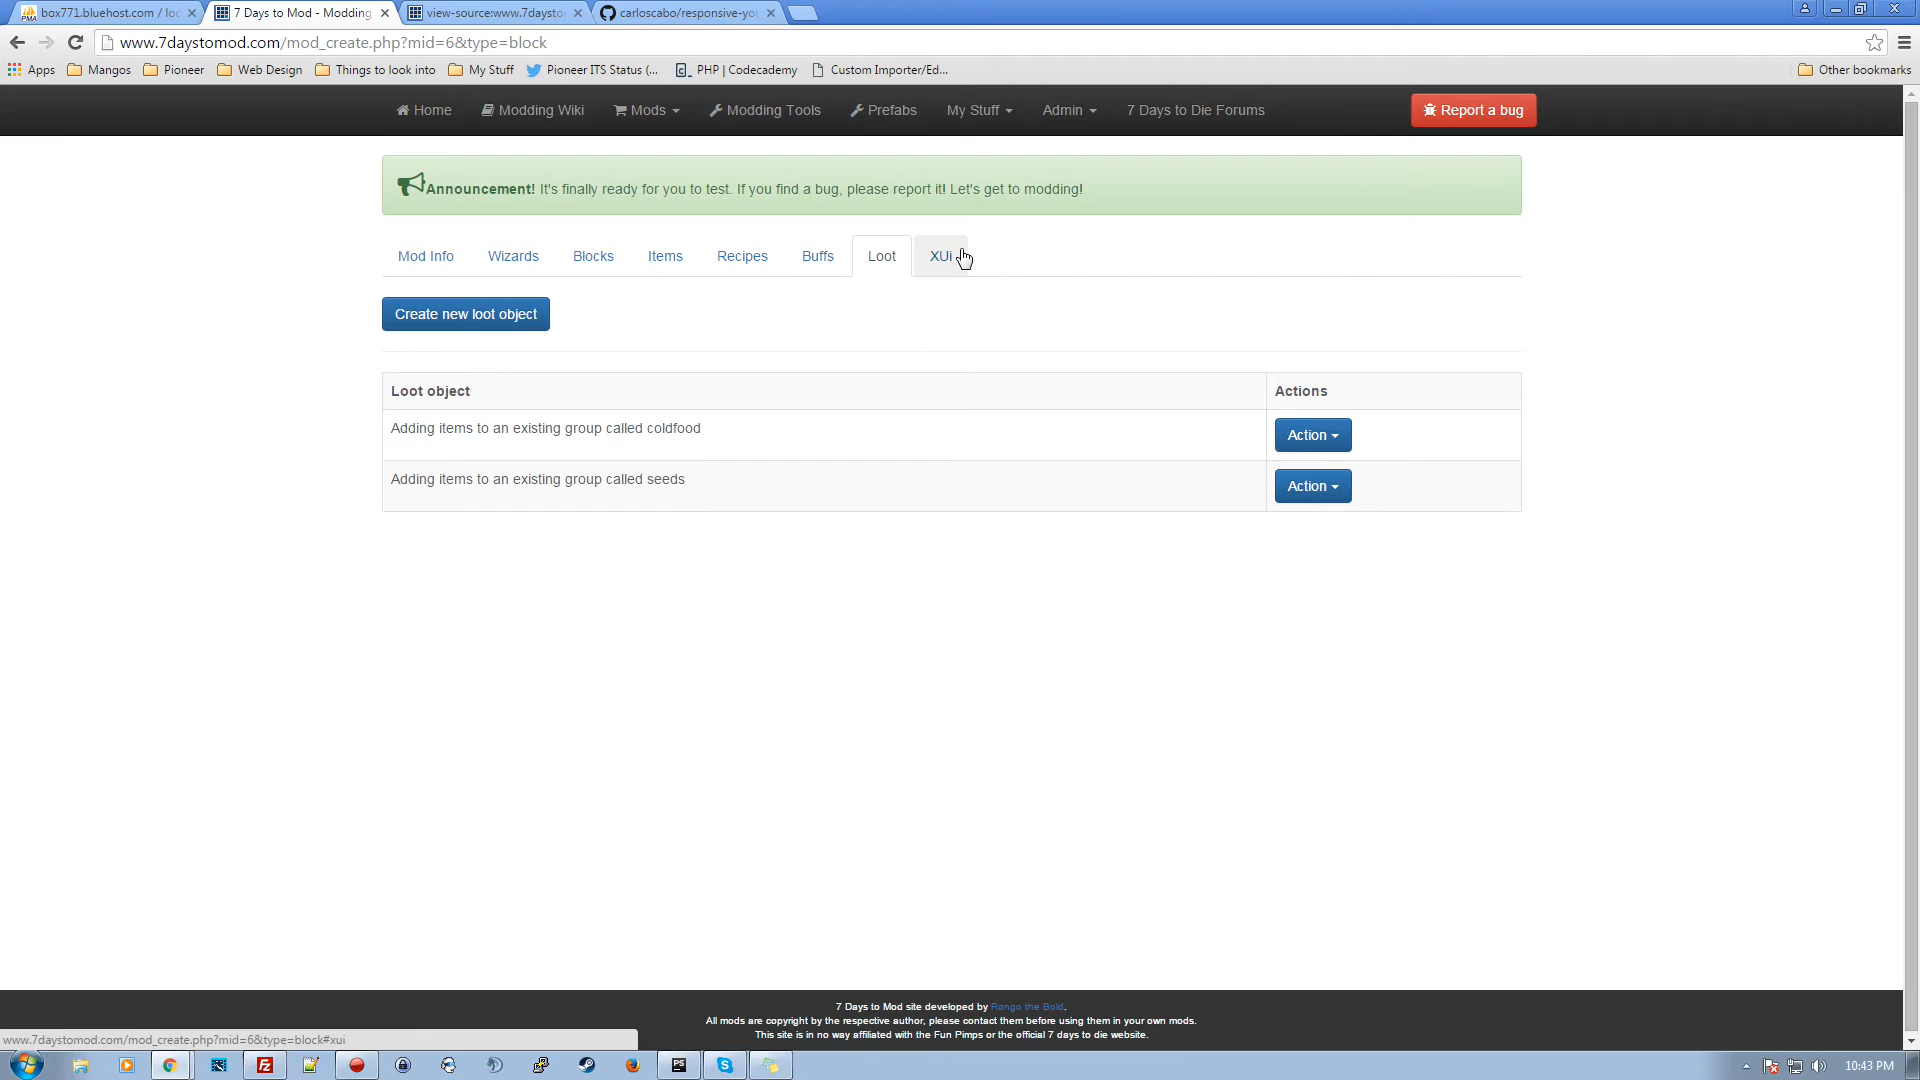 box771.bluehost.com / loc
7 Days to Mod - Modding
view-source:www.7daysto
carloscabo/responsive-yo
www.7daystomod.com/mod_create.php?mid=6&type=block
Apps Mangos Pioneer Web Design Things to look into My Stuff Pioneer ITS Status (... PHP | Codecademy Custom Importer/Ed... Other bookmarks
Home Modding Wiki Mods Modding Tools Prefabs My Stuff Admin 7 Days to Die Forums Report a bug
Announcement! It's finally ready for you to test. If you find a bug, please report it! Let's get to modding!
Mod Info Wizards Blocks Items Recipes Buffs Loot XUi
Create new loot object
Loot object Actions
Adding items to an existing group called coldfood Action
Adding items to an existing group called seeds Action
7 Days to Mod site developed by Rongo the Bold.
All mods are copyright by the respective author, please contact them before using them in your own mods.
This site is in no way affiliated with the Fun Pimps or the official 7 days to die website.
www.7daystomod.com/mod_create.php?mid=6&type=block#xui
10:43 PM